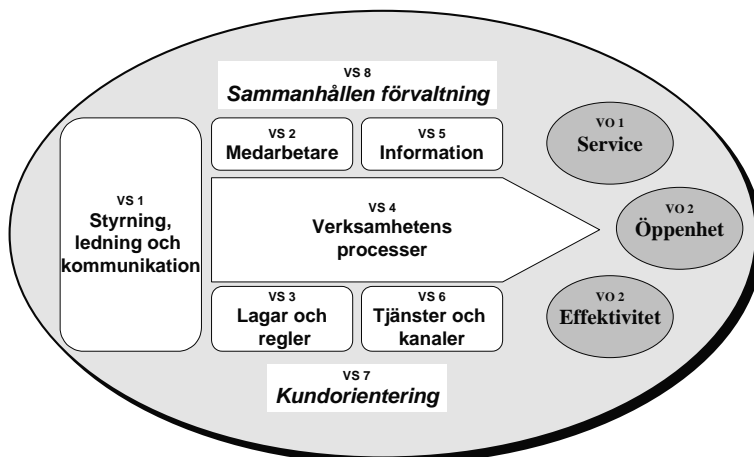 VS 8
Sammanhållen förvaltning
VS 1
Styrning,
ledning och
kommunikation
VS 2
Medarbetare
VS 5
Information
VS 4
Verksamhetens
processer
VS 3
Lagar och
regler
VS 6
Tjänster och
kanaler
VS 7
Kundorientering
VO 1
Service
VO 2
Öppenhet
VO 2
Effektivitet